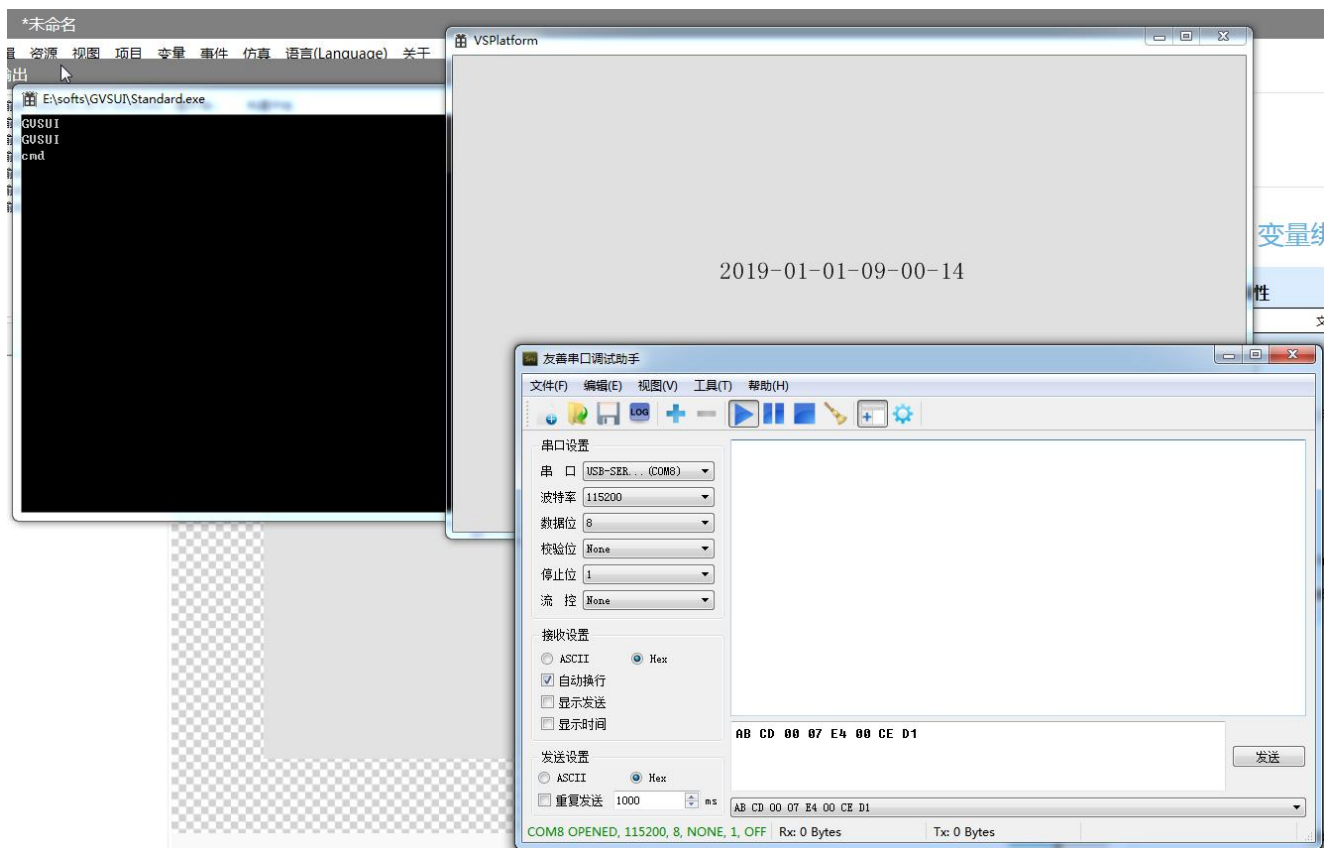 *未命名
资源 视图 项目 变量 事件 仿真 语言(Language) 关于
E:\softs\GVSUI\Standard.exe
GVSUI
GVSUI
cmd
VSPlatform
2019-01-01-09-00-14
变量
性
友善串口调试助手
文件(F) 编辑(E) 视图(V) 工具(T) 帮助(H)
LOG
串口设置
串 口 USB-SER...(COM8)
波特率 115200
数据位 8
校验位 None
停止位 1
流 控 None
接收设置
ASCII Hex
自动换行
显示发送
显示时间
发送设置
ASCII Hex
重复发送 1000 ms
AB CD 00 07 E4 00 CE D1
发送
AB CD 00 07 E4 00 CE D1
COM8 OPENED, 115200, 8, NONE, 1, OFF Rx: 0 Bytes Tx: 0 Bytes